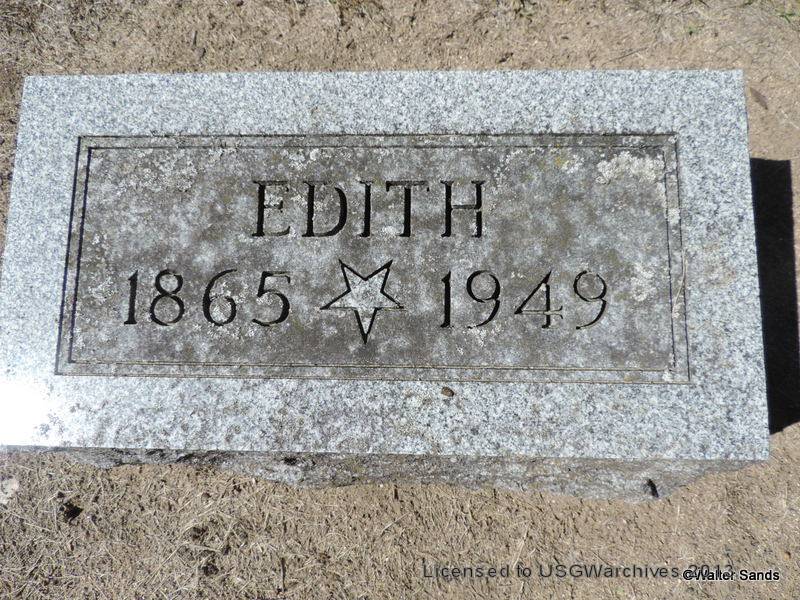 EDITH
1865 1949
Licensed to USGWarchives 2013
©Walter Sands